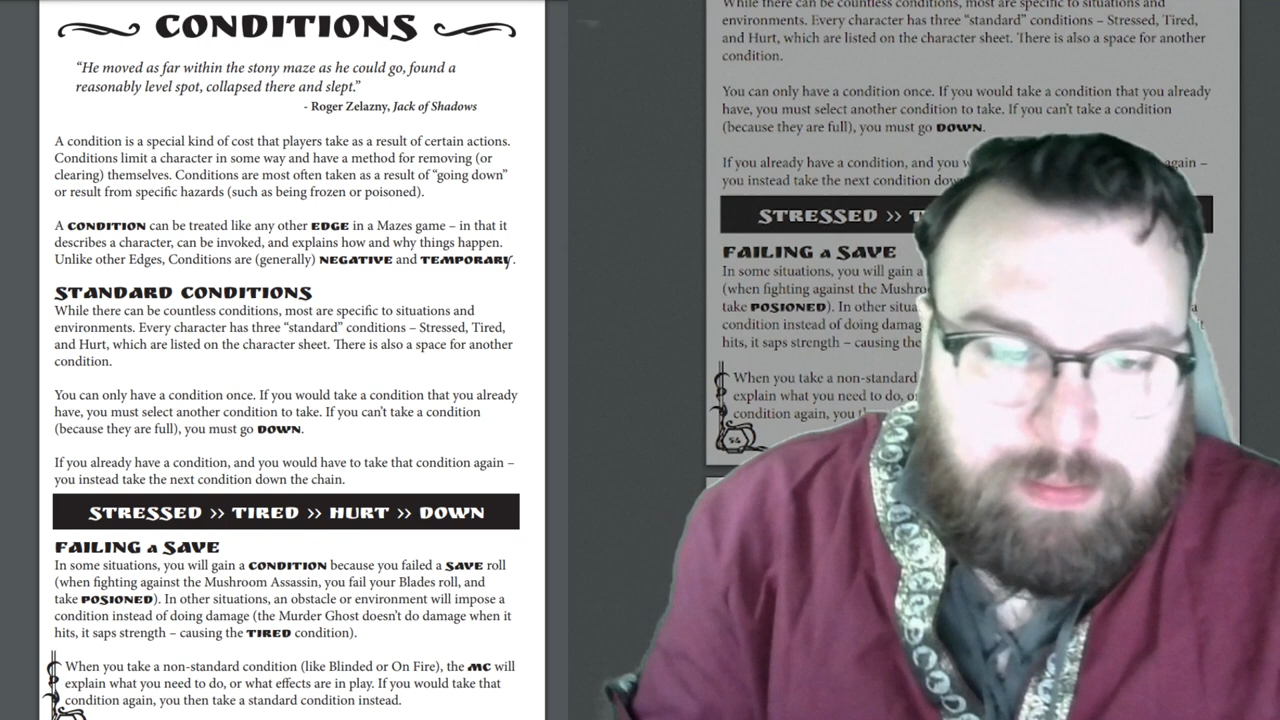 CONDITIONS
“He moved as far within the stony maze as he could go, found a
reasonably level spot, collapsed there and slept.”
- Roger Zelazny, Jack of Shadows
A condition is a special kind of cost that players take as a result of certain actions.
Conditions limit a character in some way and have a method for removing (or
clearing) themselves. Conditions are most often taken as a result of “going down”
or result from specific hazards (such as being frozen or poisoned).
A CONDITION can be treated like any other EDGE in a Mazes game – in that it
describes a character, can be invoked, and explains how and why things happen.
Unlike other Edges, Conditions are (generally) NEGATIVE and TEMPORARY.
STANDARD CONDITIONS
While there can be countless conditions, most are specific to situations and
environments. Every character has three “standard” conditions – Stressed, Tired,
and Hurt, which are listed on the character sheet. There is also a space for another
condition.
You can only have a condition once. If you would take a condition that you already
have, you must select another condition to take. If you can’t take a condition
(because they are full), you must go DOWN.
If you already have a condition, and you would have to take that condition again –
you instead take the next condition down the chain.
STRESSED >> TIRED >> HURT >> DOWN
FAILING a SAVE
In some situations, you will gain a CONDITION because you failed a SAVE roll
(when fighting against the Mushroom Assassin, you fail your Blades roll, and
take POSIONED). In other situations, an obstacle or environment will impose a
condition instead of doing damage (the Murder Ghost doesn’t do damage when it
hits, it saps strength – causing the TIRED condition).
When you take a non-standard condition (like Blinded or On Fire), the MC will
explain what you need to do, or what effects are in play. If you would take that
condition again, you then take a standard condition instead.
While there can be countless conditions, most are specific to situations and
environments. Every character has three “standard” conditions – Stressed, Tired,
and Hurt, which are listed on the character sheet. There is also a space for another
condition.
You can only have a condition once. If you would take a condition that you already
have, you must select another condition to take. If you can’t take a condition
(because they are full), you must go DOWN.
If you already have a condition, and you again –
you instead take the next condition
STRESSED >>
FAILING a SAVE
In some situations, you will gain a
(when fighting against the
take POSIONED). In other
condition instead of doing
hits, it saps strength – causing the
When you take a non-standard
explain what you need to do,
condition again, you
56